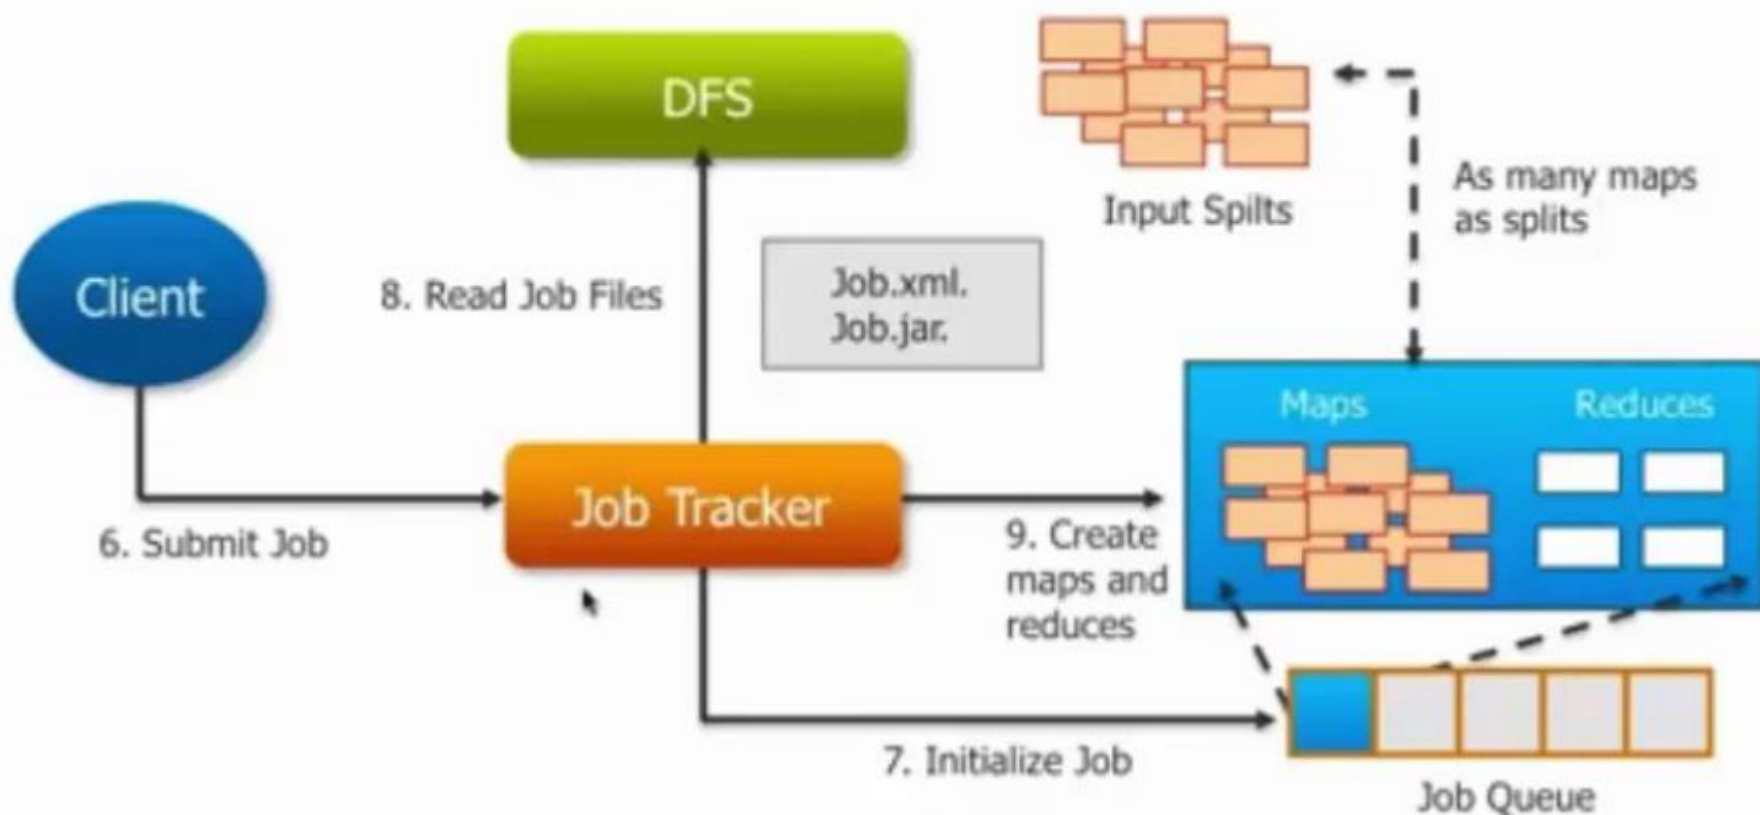 DFS
Input Spilts
As many maps
as splits
Client
8. Read Job Files
Job.xml.
Job.jar.
Maps
Reduces
Job Tracker
6. Submit Job
9. Create
maps and
reduces
7. Initialize Job
Job Queue